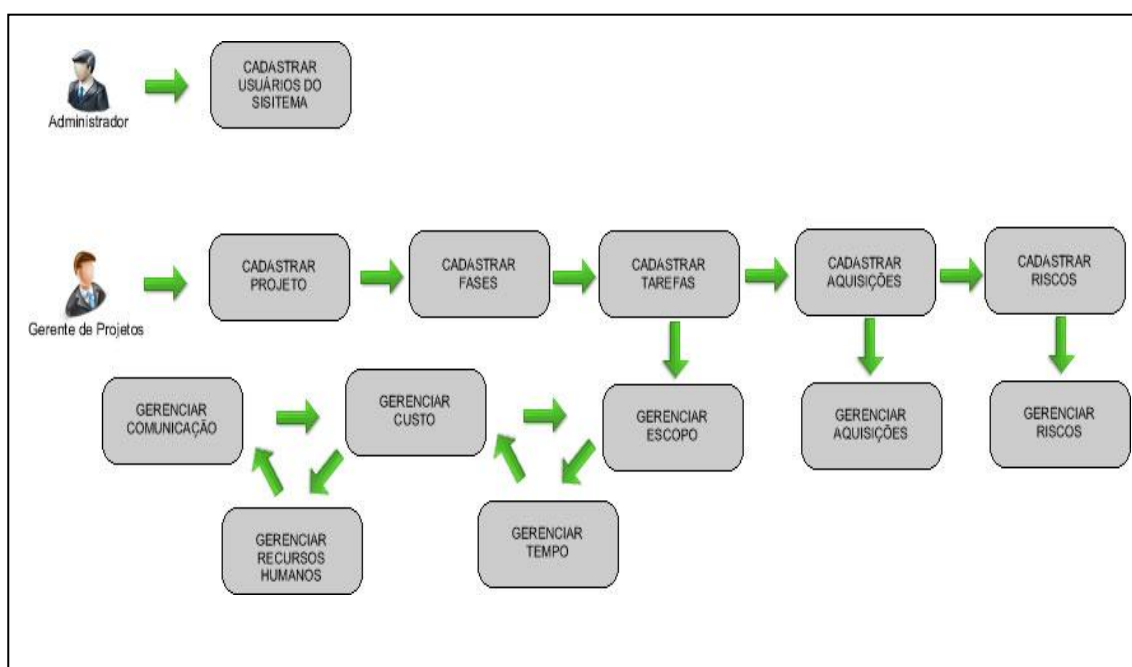 CADASTRAR
USUÁRIOS DO
SISITEMA
Administrador
CADASTRAR
PROJETO
CADASTRAR
FASES
CADASTRAR
TAREFAS
CADASTRAR
AQUISIÇÕES
CADASTRAR
RISCOS
Gerente de Projetos
GERENCIAR
COMUNICAÇÃO
GERENCIAR
CUSTO
GERENCIAR
ESCOPO
GERENCIAR
AQUISIÇÕES
GERENCIAR
RISCOS
GERENCIAR
RECURSOS
HUMANOS
GERENCIAR
TEMPO